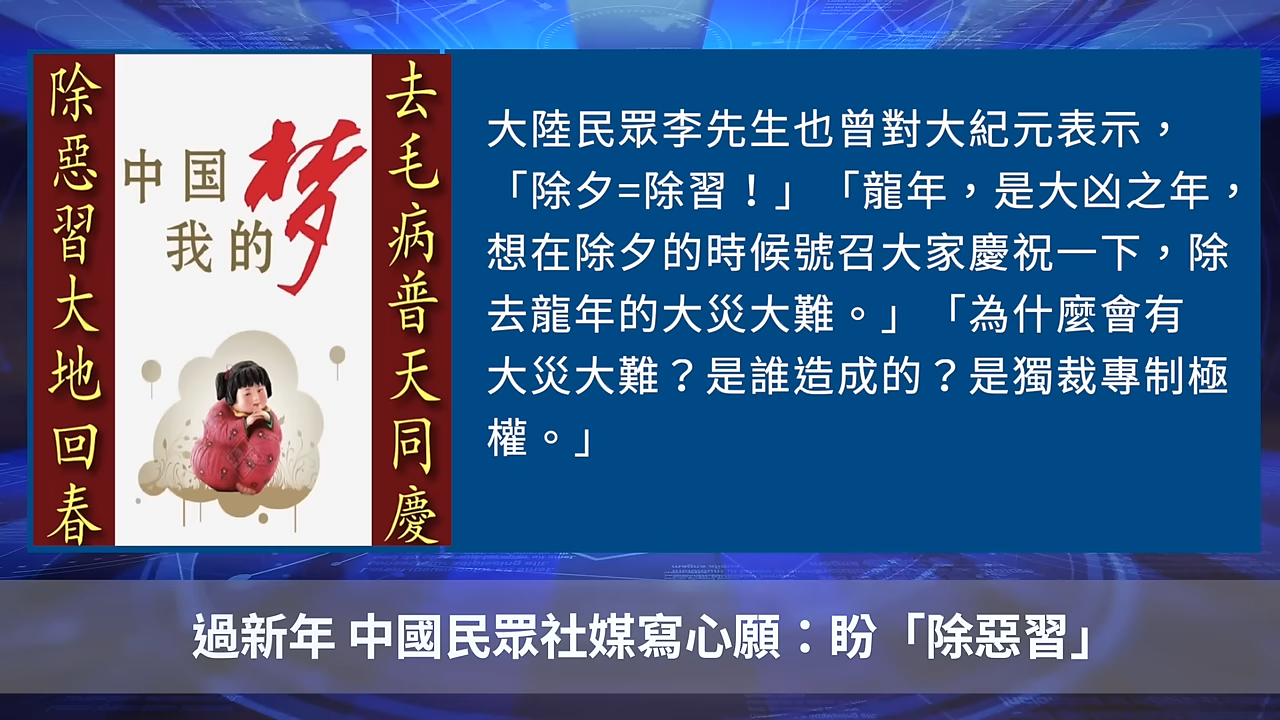 除惡習大地回春
中国梦
我的
去毛病普天同慶
大陸民眾李先生也曾對大紀元表示，
「除夕=除習！」「龍年，是大凶之年，
想在除夕的時候號召大家慶祝一下，除
去龍年的大災大難。」「為什麼會有
大災大難？是誰造成的？是獨裁專制極
權。」
過新年 中國民眾社媒寫心願：盼「除惡習」